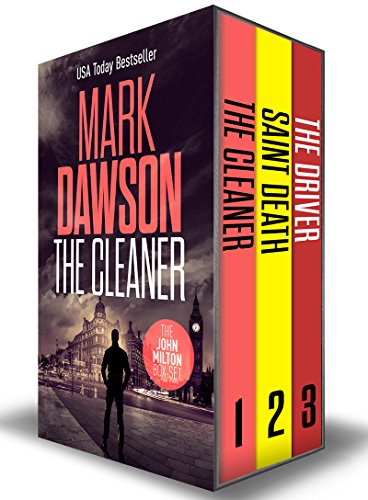 USA Today Bestseller
MARK
DAWSON
THE CLEANER
THE
JOHN
MILTON
BOX SET
THE CLEANER
1
SAINT DEATH
2
THE DRIVER
3